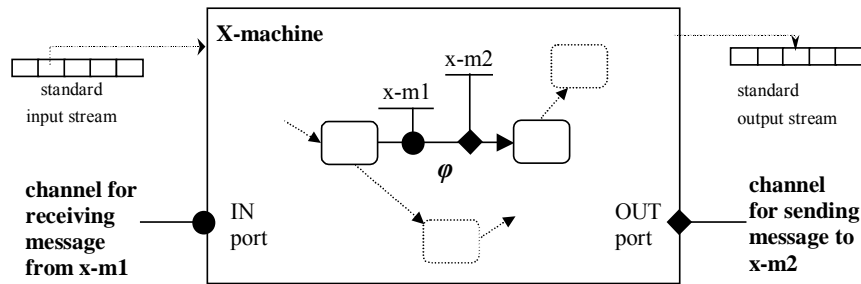 X-machine
x-m2
x-m1
standard
input stream
standard
output stream
φ
channel for
receiving
message
from x-m1
IN
port
OUT
port
channel
for sending
message to
x-m2